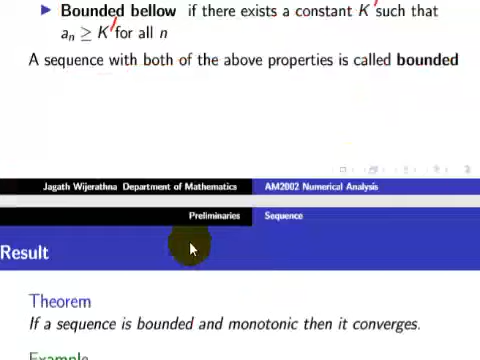 Bounded bellow if there exists a constant K′ such that
aₙ ≥ K′ for all n
A sequence with both of the above properties is called bounded
Jagath Wijerathna Department of Mathematics AM2002 Numerical Analysis
Preliminaries Sequence
Result
Theorem
If a sequence is bounded and monotonic then it converges.
Example